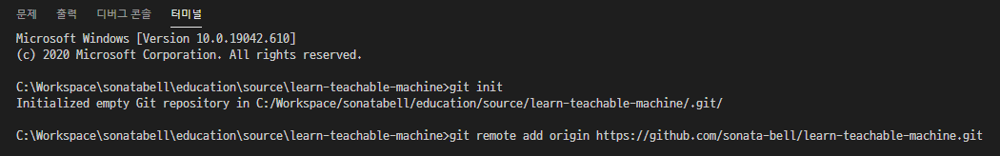 문제 출력 디버그 콘솔 터미널
Microsoft Windows [Version 10.0.19042.610]
(c) 2020 Microsoft Corporation. All rights reserved.
C:\Workspace\sonatabell\education\source\learn-teachable-machine>git init
Initialized empty Git repository in C:/Workspace/sonatabell/education/source/learn-teachable-machine/.git/
C:\Workspace\sonatabell\education\source\learn-teachable-machine>git remote add origin https://github.com/sonata-bell/learn-teachable-machine.git